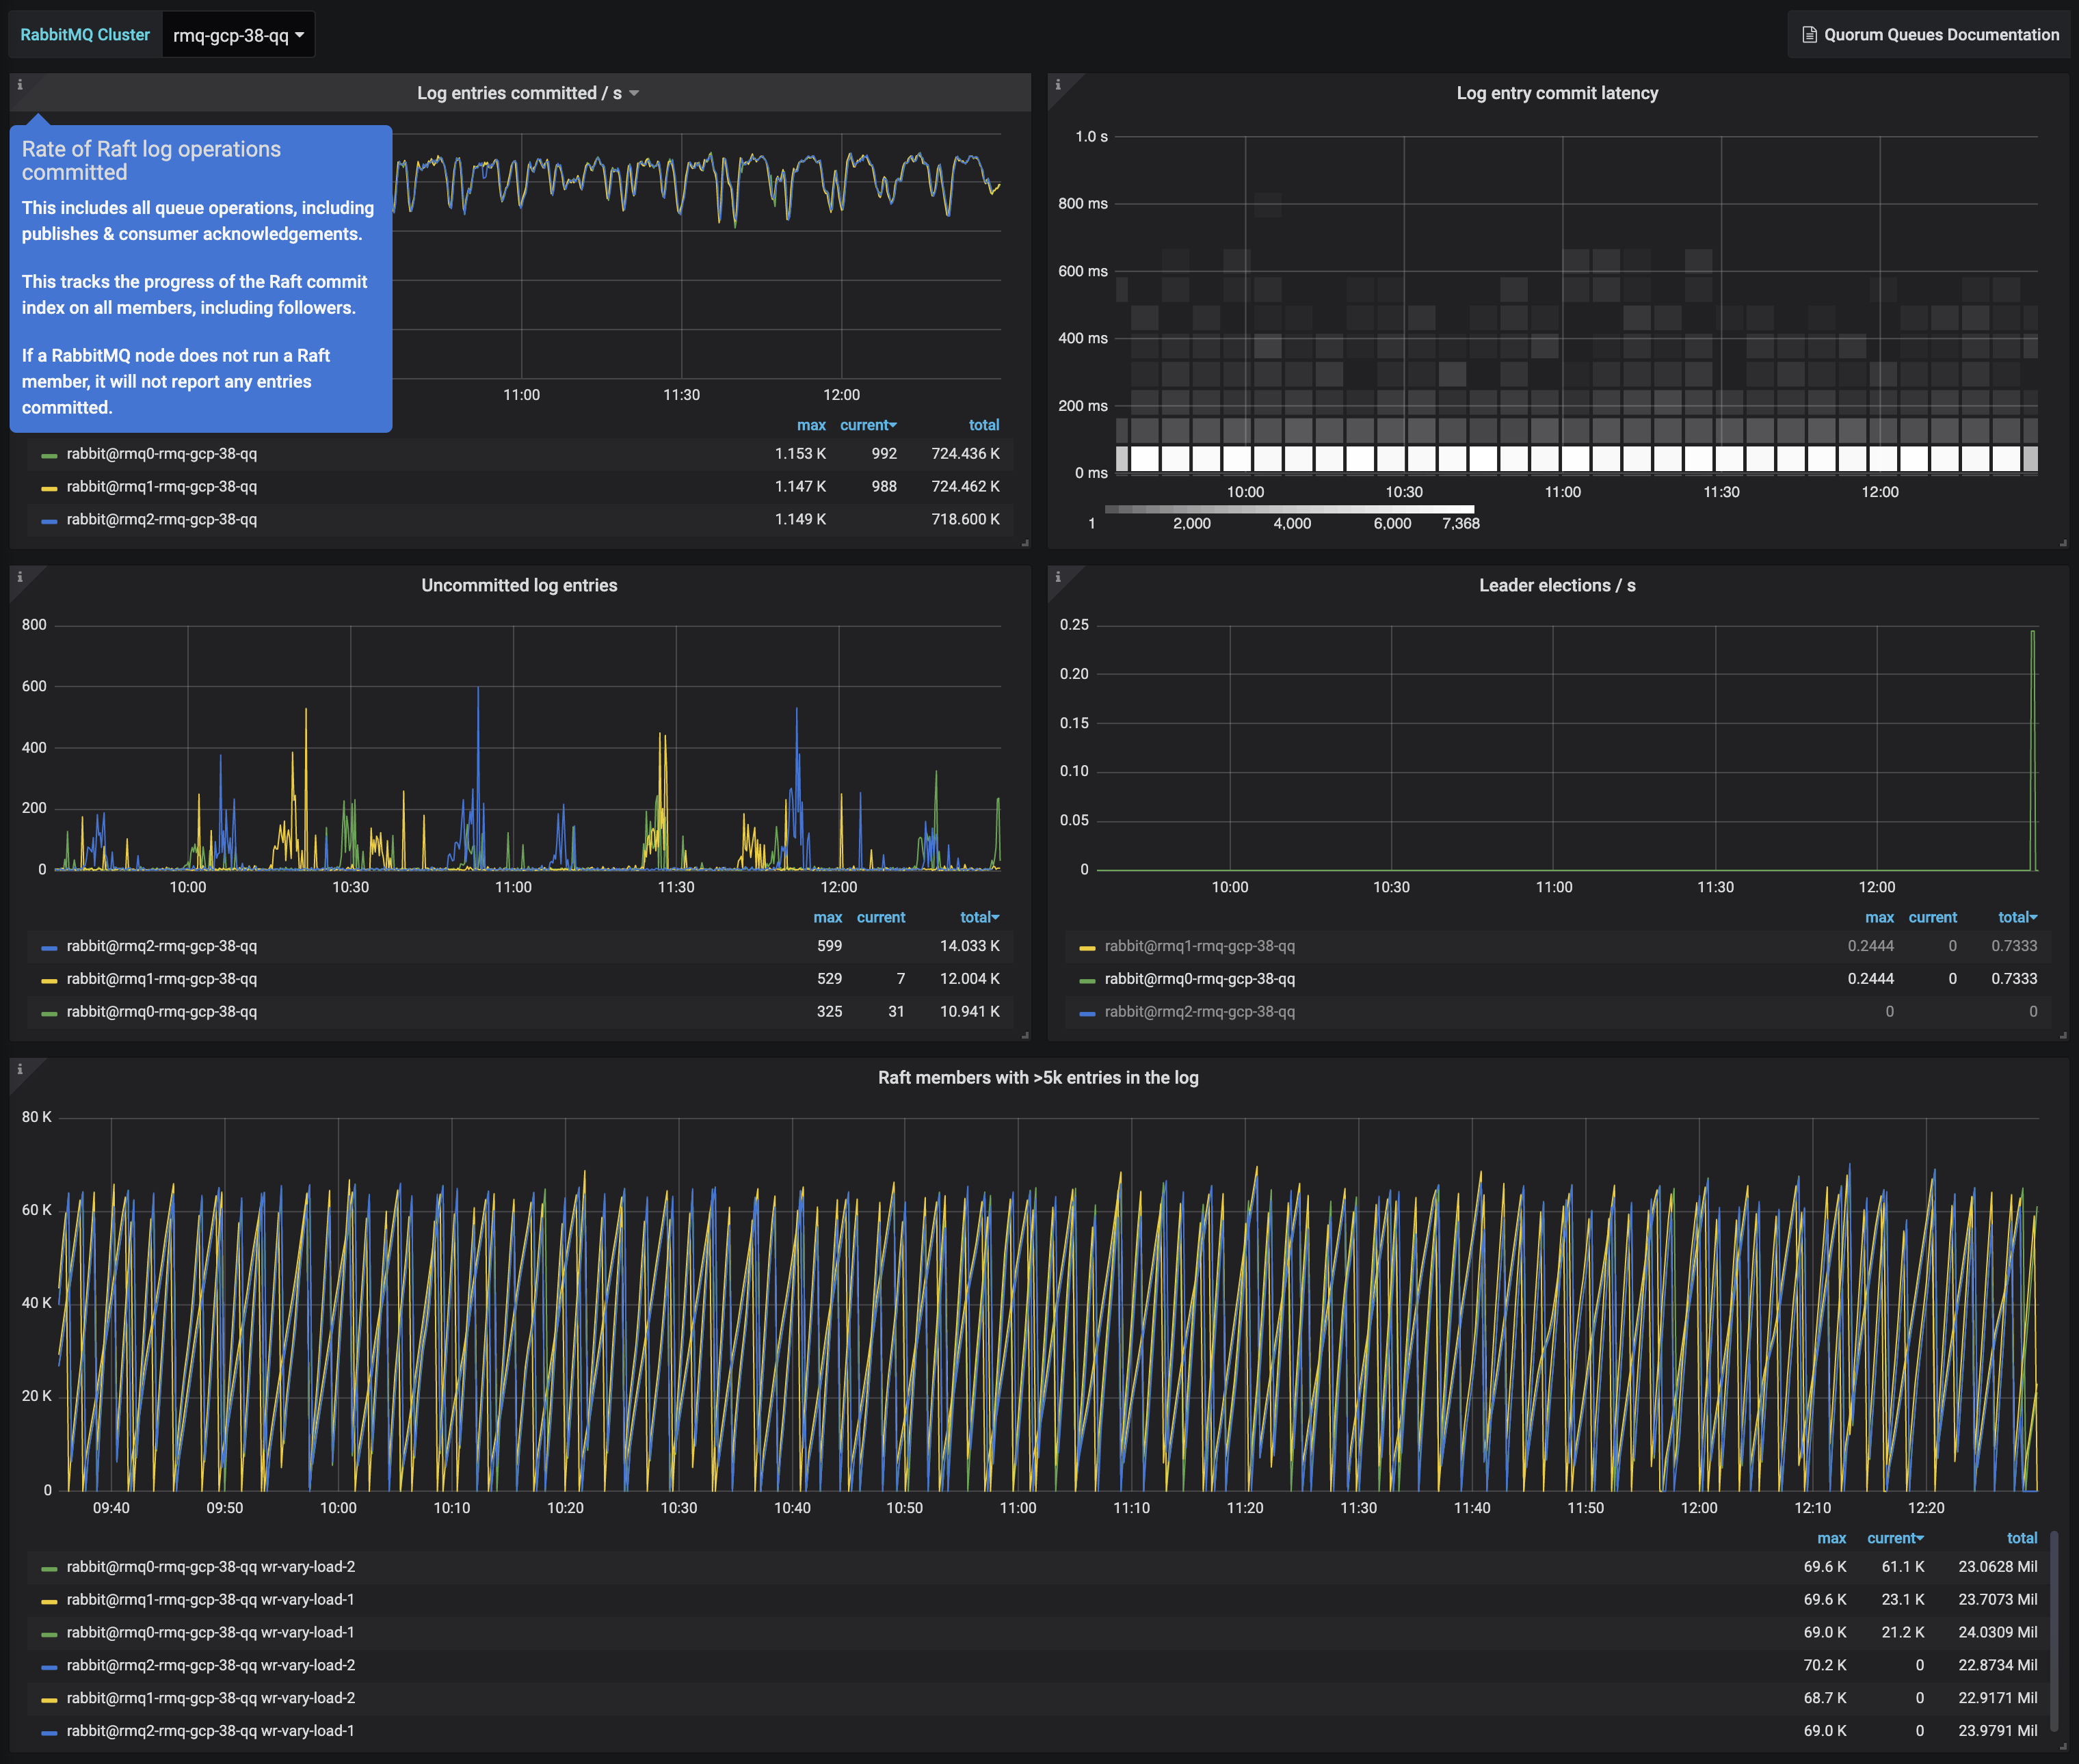 RabbitMQ Cluster rmq-gcp-38-qq
Quorum Queues Documentation
Log entries committed / s
Rate of Raft log operations
committed
This includes all queue operations, including
publishes & consumer acknowledgements.
This tracks the progress of the Raft commit
index on all members, including followers.
If a RabbitMQ node does not run a Raft
member, it will not report any entries
committed.
11:00 11:30 12:00
max current total
rabbit@rmq0-rmq-gcp-38-qq 1.153 K 992 724.436 K
rabbit@rmq1-rmq-gcp-38-qq 1.147 K 988 724.462 K
rabbit@rmq2-rmq-gcp-38-qq 1.149 K 718.600 K
Log entry commit latency
1.0 s
800 ms
600 ms
400 ms
200 ms
0 ms
10:00 10:30 11:00 11:30 12:00
1 2,000 4,000 6,000 7,368
Uncommitted log entries
800
600
400
200
0
10:00 10:30 11:00 11:30 12:00
max current total
rabbit@rmq2-rmq-gcp-38-qq 599 14.033 K
rabbit@rmq1-rmq-gcp-38-qq 529 7 12.004 K
rabbit@rmq0-rmq-gcp-38-qq 325 31 10.941 K
Leader elections / s
0.25
0.20
0.15
0.10
0.05
0
10:00 10:30 11:00 11:30 12:00
max current total
rabbit@rmq1-rmq-gcp-38-qq 0.2444 0 0.7333
rabbit@rmq0-rmq-gcp-38-qq 0.2444 0 0.7333
rabbit@rmq2-rmq-gcp-38-qq 0 0
Raft members with >5k entries in the log
80 K
60 K
40 K
20 K
0
09:40 09:50 10:00 10:10 10:20 10:30 10:40 10:50 11:00 11:10 11:20 11:30 11:40 11:50 12:00 12:10 12:20
max current total
rabbit@rmq0-rmq-gcp-38-qq wr-vary-load-2 69.6 K 61.1 K 23.0628 Mil
rabbit@rmq1-rmq-gcp-38-qq wr-vary-load-1 69.6 K 23.1 K 23.7073 Mil
rabbit@rmq0-rmq-gcp-38-qq wr-vary-load-1 69.0 K 21.2 K 24.0309 Mil
rabbit@rmq2-rmq-gcp-38-qq wr-vary-load-2 70.2 K 0 22.8734 Mil
rabbit@rmq1-rmq-gcp-38-qq wr-vary-load-2 68.7 K 0 22.9171 Mil
rabbit@rmq2-rmq-gcp-38-qq wr-vary-load-1 69.0 K 0 23.9791 Mil